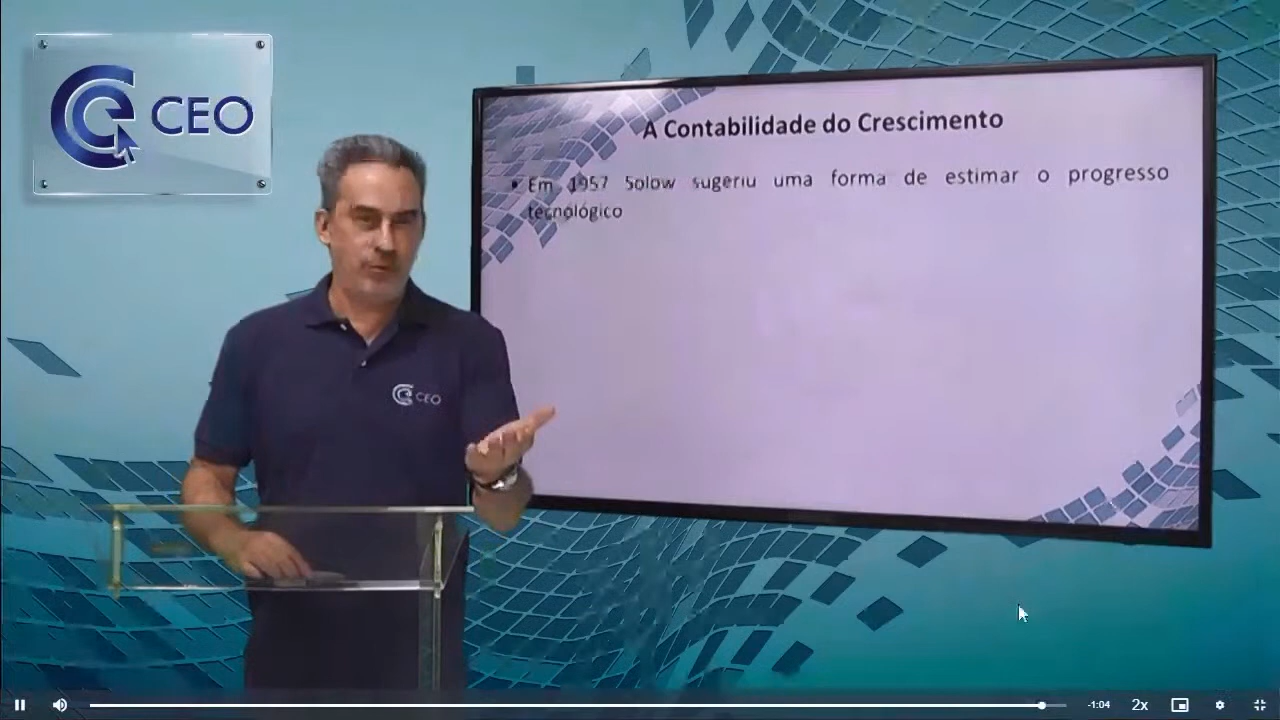 CEO
A Contabilidade do Crescimento
• Em 1957 Solow sugeriu uma forma de estimar o progresso
tecnológico
CEO
-1:04
2x